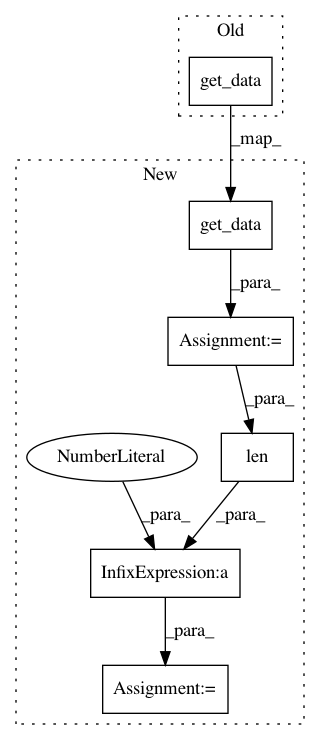 Old
get_data
_map_
New
get_data
_para_
Assignment:=
_para_
NumberLiteral
len
_para_
_para_
InfixExpression:a
_para_
Assignment:=